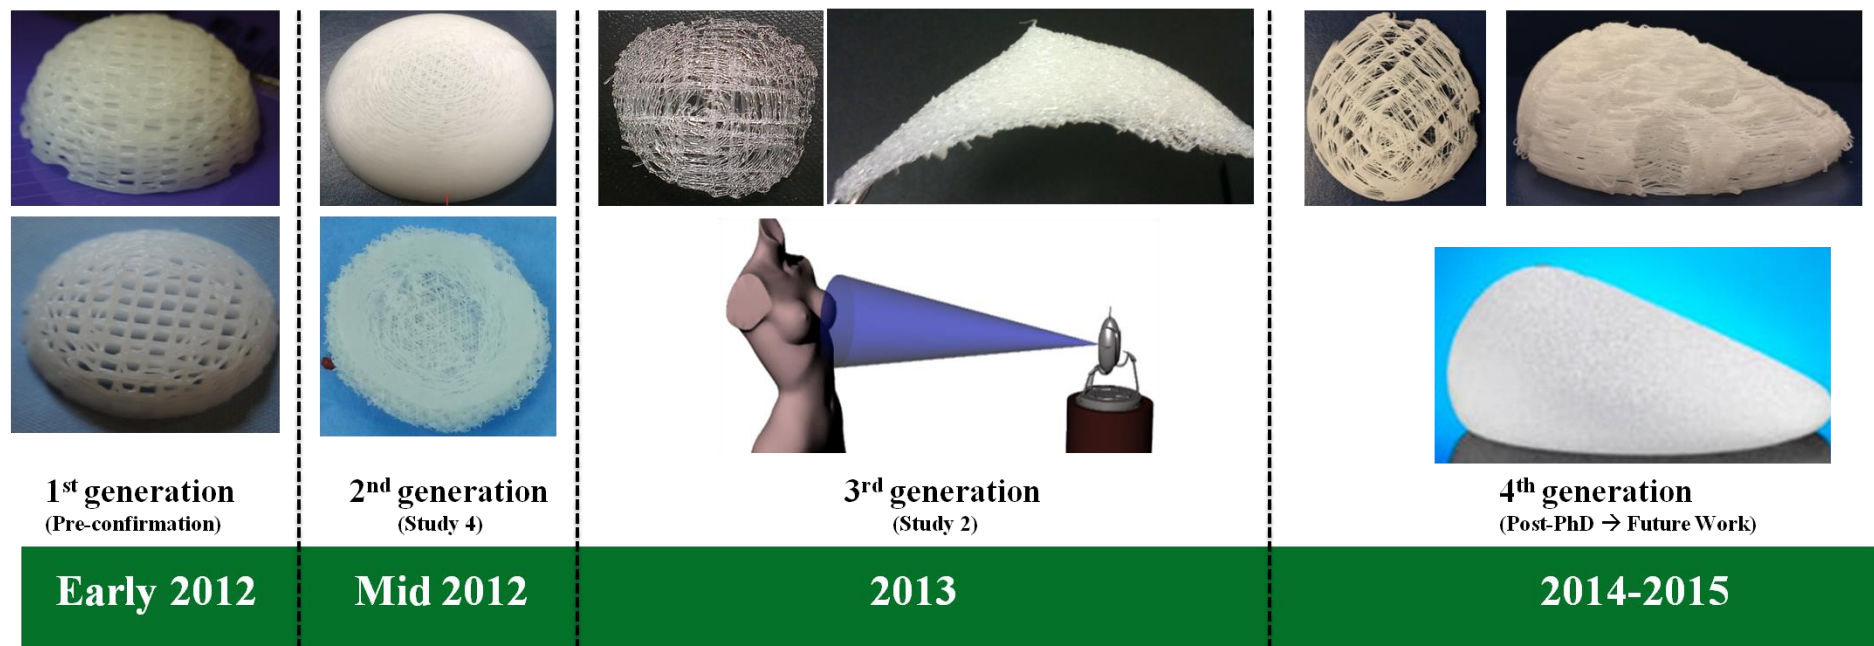 1st generation
(Pre-confirmation)
2nd generation
(Study 4)
3rd generation
(Study 2)
4th generation
(Post-PhD → Future Work)
Early 2012
Mid 2012
2013
2014-2015